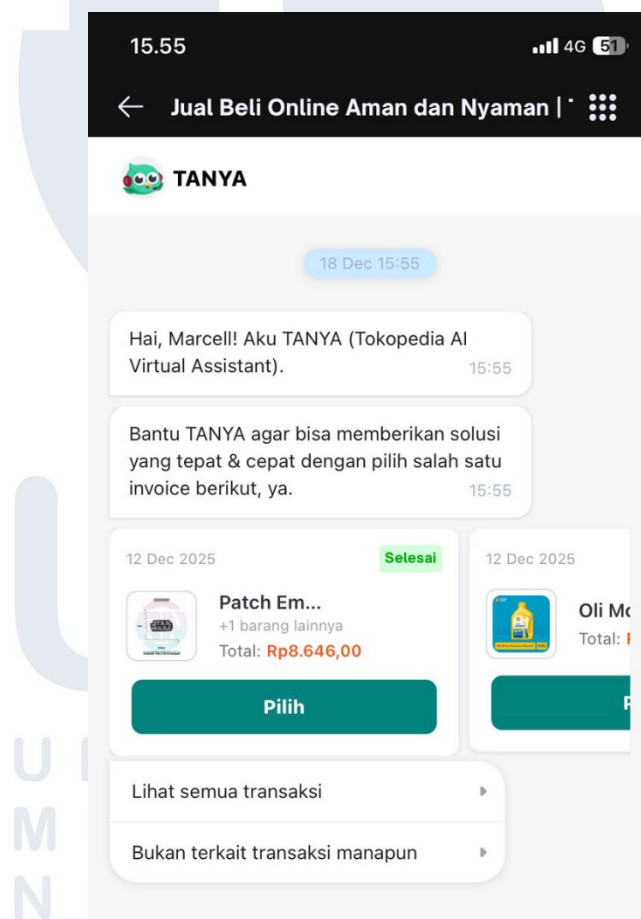 15.55
4G 51
Jual Beli Online Aman dan Nyaman |
TANYA
18 Dec 15:55
Hai, Marcell! Aku TANYA (Tokopedia AI
Virtual Assistant).
15:55
Bantu TANYA agar bisa memberikan solusi
yang tepat & cepat dengan pilih salah satu
invoice berikut, ya.
15:55
12 Dec 2025
Selesai
Patch Em...
+1 barang lainnya
Total: Rp8.646,00
Pilih
12 Dec 2025
Oli
Total:
Lihat semua transaksi
Bukan terkait transaksi manapun
U
M
N